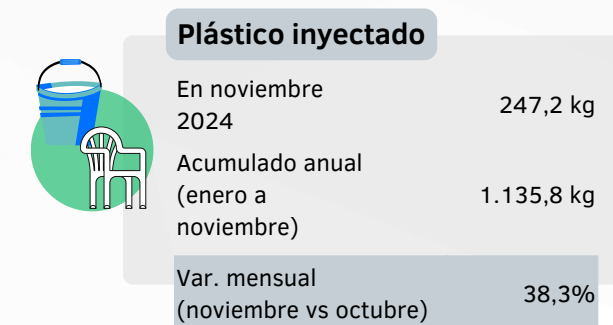 Plástico inyectado
En noviembre
2024
247,2 kg
Acumulado anual
(enero a
noviembre)
1.135,8 kg
Var. mensual
(noviembre vs octubre)
38,3%